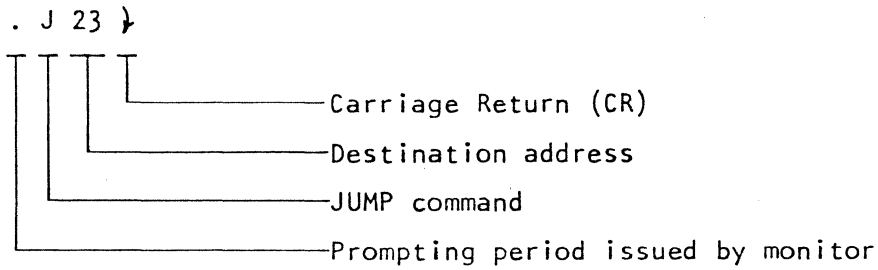 . J 23 }
Carriage Return (CR)
Destination address
JUMP command
Prompting period issued by monitor